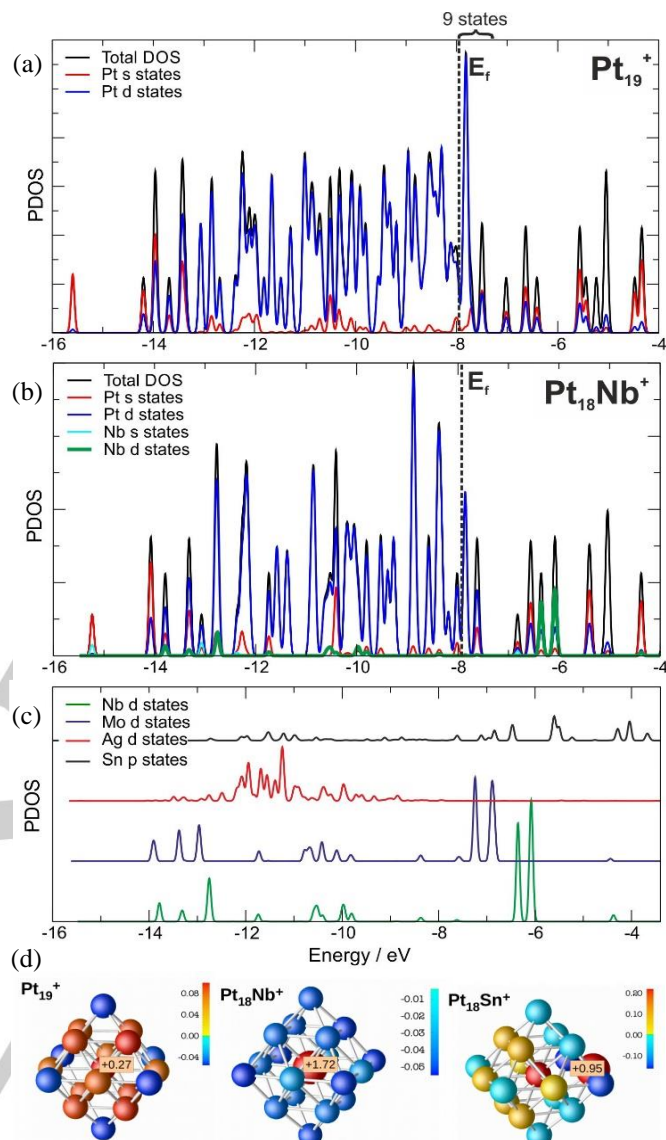 9 states
(a)
Total DOS
Pt s states
Pt d states
E_f
Pt₁₉⁺
PDOS
-16 -14 -12 -10 -8 -6 -4
(b)
Total DOS
Pt s states
Pt d states
Nb s states
Nb d states
E_f
Pt₁₈Nb⁺
PDOS
-16 -14 -12 -10 -8 -6 -4
(c)
Nb d states
Mo d states
Ag d states
Sn p states
PDOS
-16 -14 -12 -10 -8 -6 -4
Energy / eV
(d)
Pt₁₉⁺
0.08
0.04
0.00
-0.04
+0.27
Pt₁₈Nb⁺
-0.01
-0.02
-0.03
-0.04
-0.05
+1.72
Pt₁₈Sn⁺
0.20
0.10
0.00
-0.10
+0.95